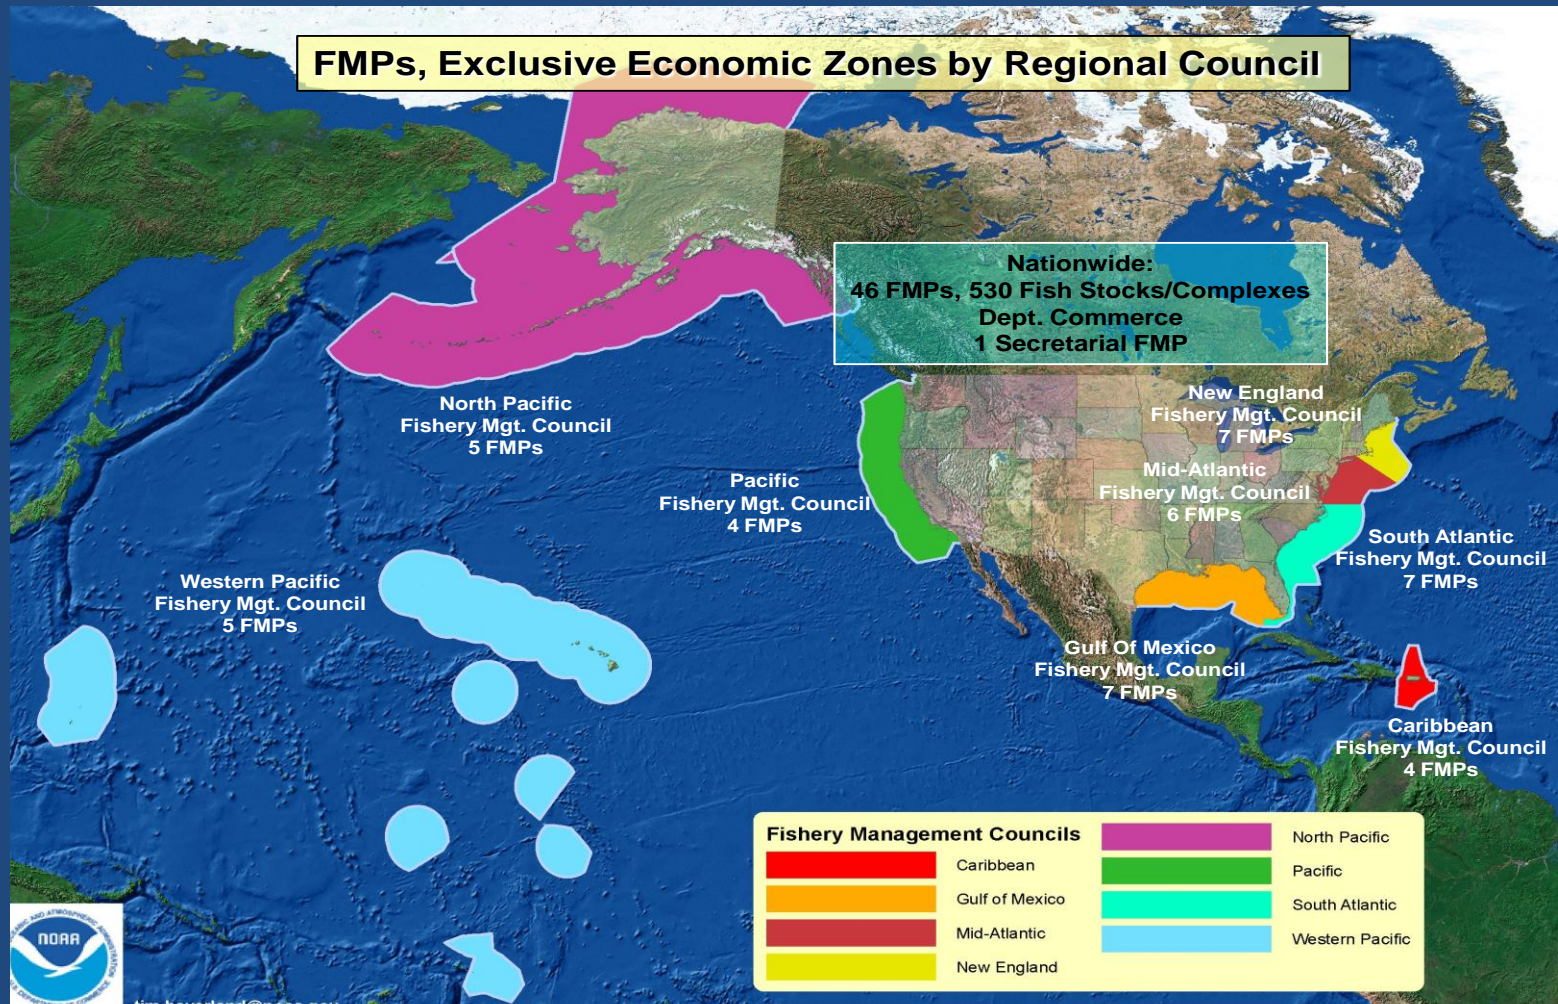 FMPs, Exclusive Economic Zones by Regional Council
Nationwide:
46 FMPs, 530 Fish Stocks/Complexes
Dept. Commerce
1 Secretarial FMP
North Pacific
Fishery Mgt. Council
5 FMPs
New England
Fishery Mgt. Council
7 FMPs
Pacific
Fishery Mgt. Council
4 FMPs
Mid-Atlantic
Fishery Mgt. Council
6 FMPs
South Atlantic
Fishery Mgt. Council
7 FMPs
Western Pacific
Fishery Mgt. Council
5 FMPs
Gulf Of Mexico
Fishery Mgt. Council
7 FMPs
Caribbean
Fishery Mgt. Council
4 FMPs
Fishery Management Councils
Caribbean
Gulf of Mexico
Mid-Atlantic
New England
North Pacific
Pacific
South Atlantic
Western Pacific
NOAA